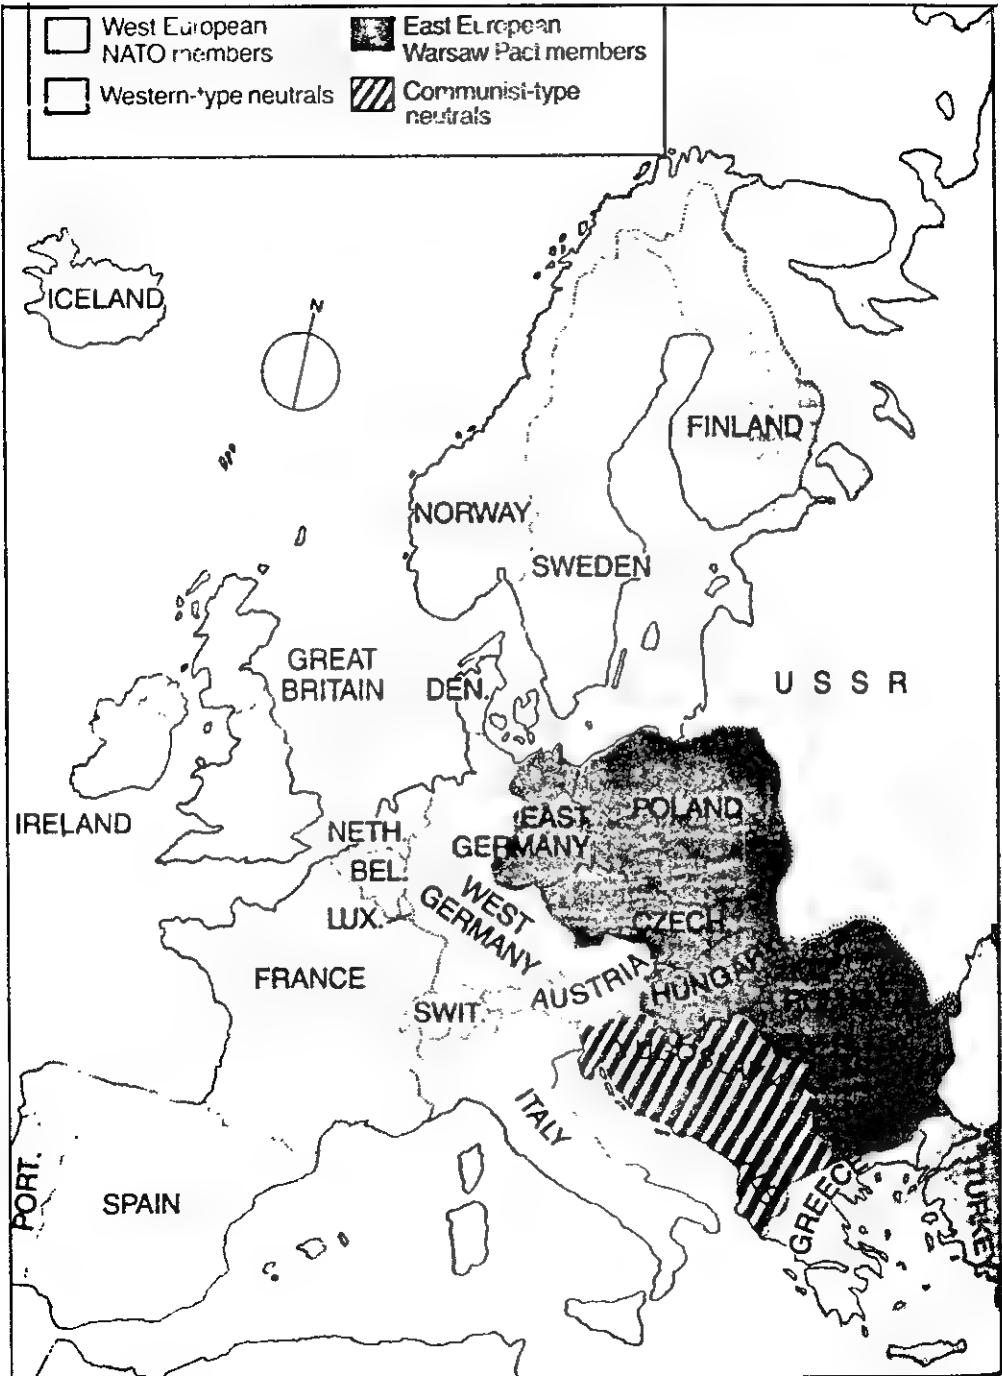 West European
NATO members
Western-type neutrals
East European
Warsaw Pact members
Communist-type
neutrals
ICELAND
N
FINLAND
NORWAY
SWEDEN
GREAT
BRITAIN
DEN.
U S S R
IRELAND
NETH.
BEL.
LUX.
EAST
GERMANY
POLAND
WEST
GERMANY
CZECH
FRANCE
SWIT.
AUSTRIA
HUNGARY
ITALY
PORT.
SPAIN
GREECE
TURKEY